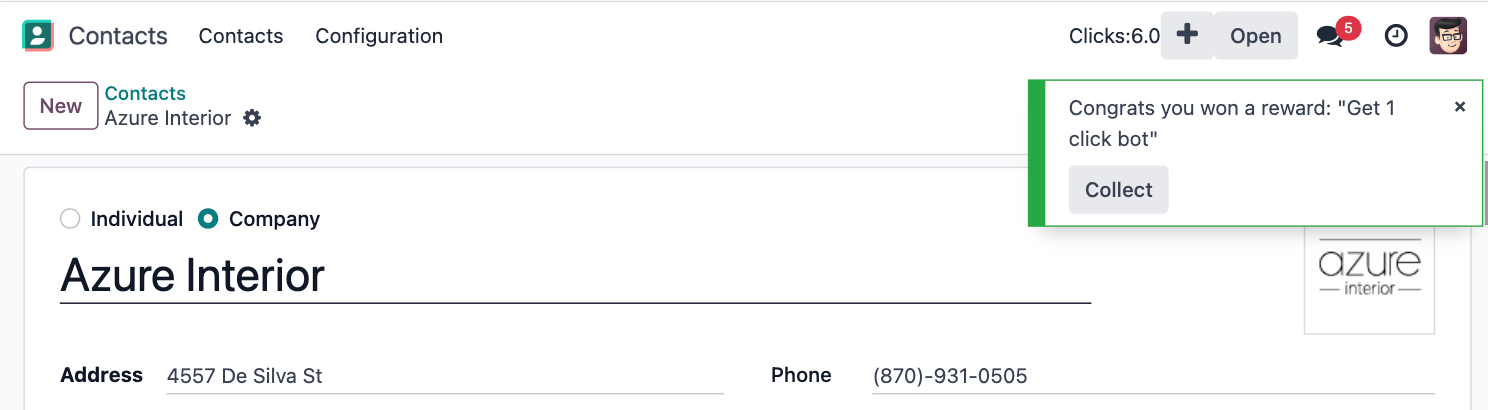 Contacts Contacts Configuration Clicks:6.0 + Open 5
New Contacts
Azure Interior
Congrats you won a reward: "Get 1
click bot"
Collect
Individual Company
Azure Interior
azure
interior
Address 4557 De Silva St Phone (870)-931-0505